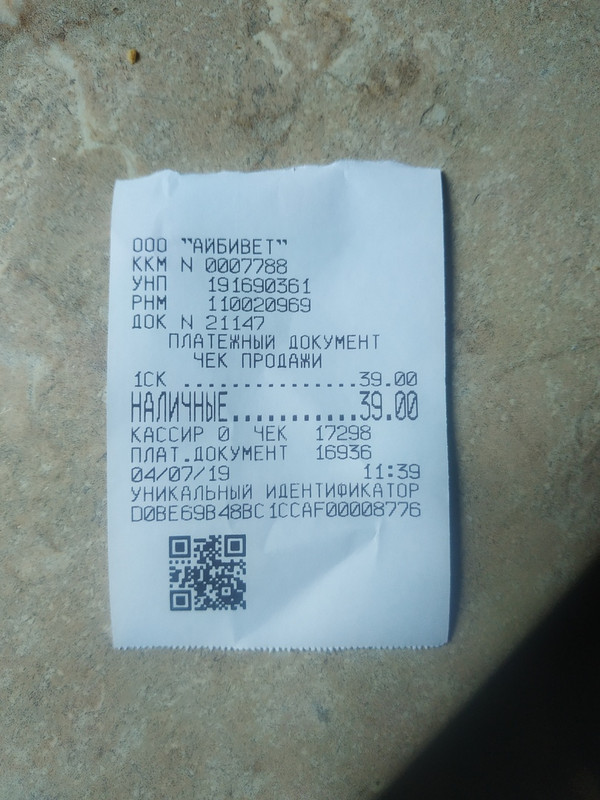 ООО "АЙБИВЕТ"
ККМ N 0007788
УНП 191690361
РНМ 110020969
ДОК N 21147
ПЛАТЕЖНЫЙ ДОКУМЕНТ
ЧЕК ПРОДАЖИ
1СК ................39.00
НАЛИЧНЫЕ...........39.00
КАССИР 0 ЧЕК 17298
ПЛАТ.ДОКУМЕНТ 16936
04/07/19 11:39
УНИКАЛЬНЫЙ ИДЕНТИФИКАТОР
D0BE69B48BC1CCAF00008776